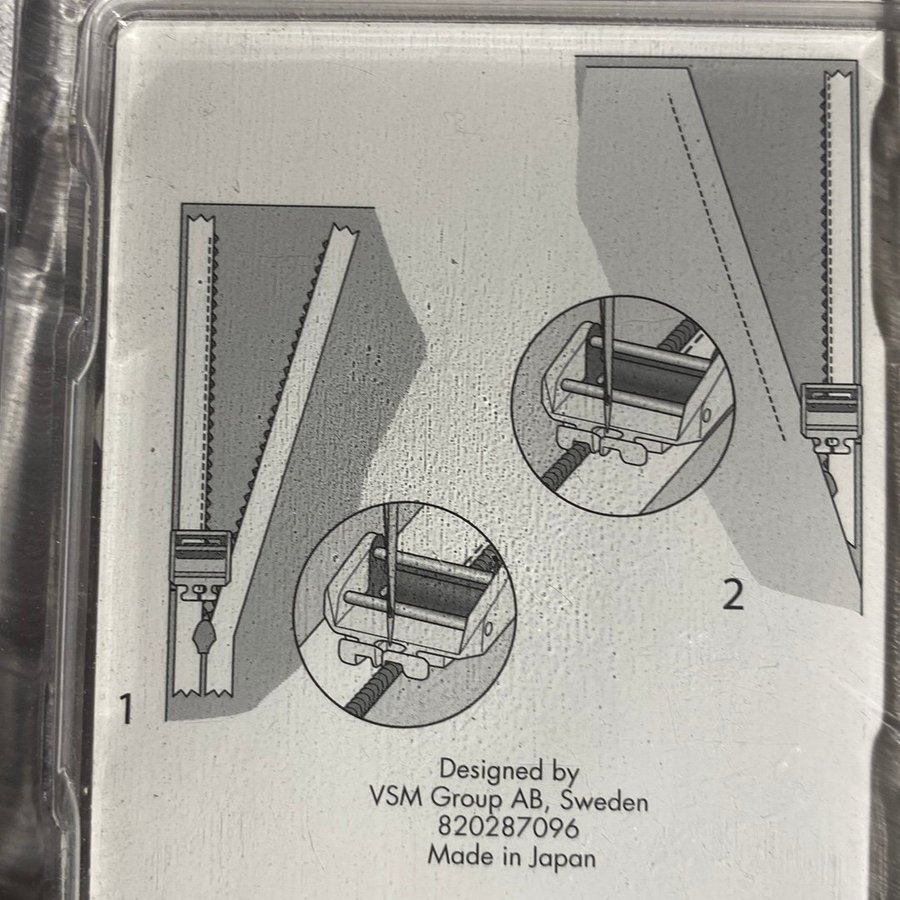 2
1
Designed by
VSM Group AB, Sweden
820287096
Made in Japan